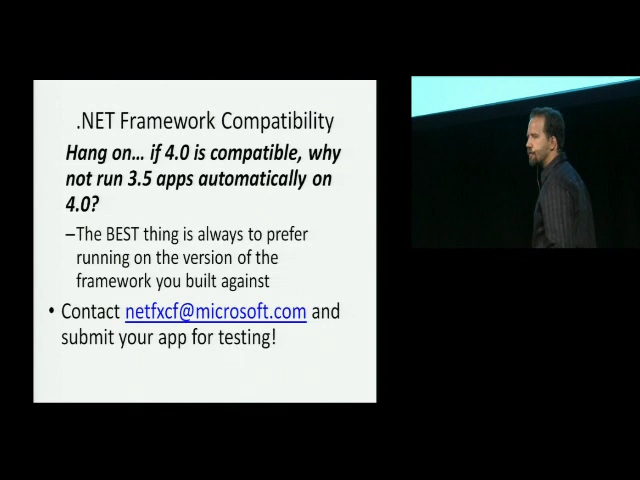 .NET Framework Compatibility
Hang on... if 4.0 is compatible, why
not run 3.5 apps automatically on
4.0?
–The BEST thing is always to prefer
running on the version of the
framework you built against
• Contact netfxcf@microsoft.com and
submit your app for testing!